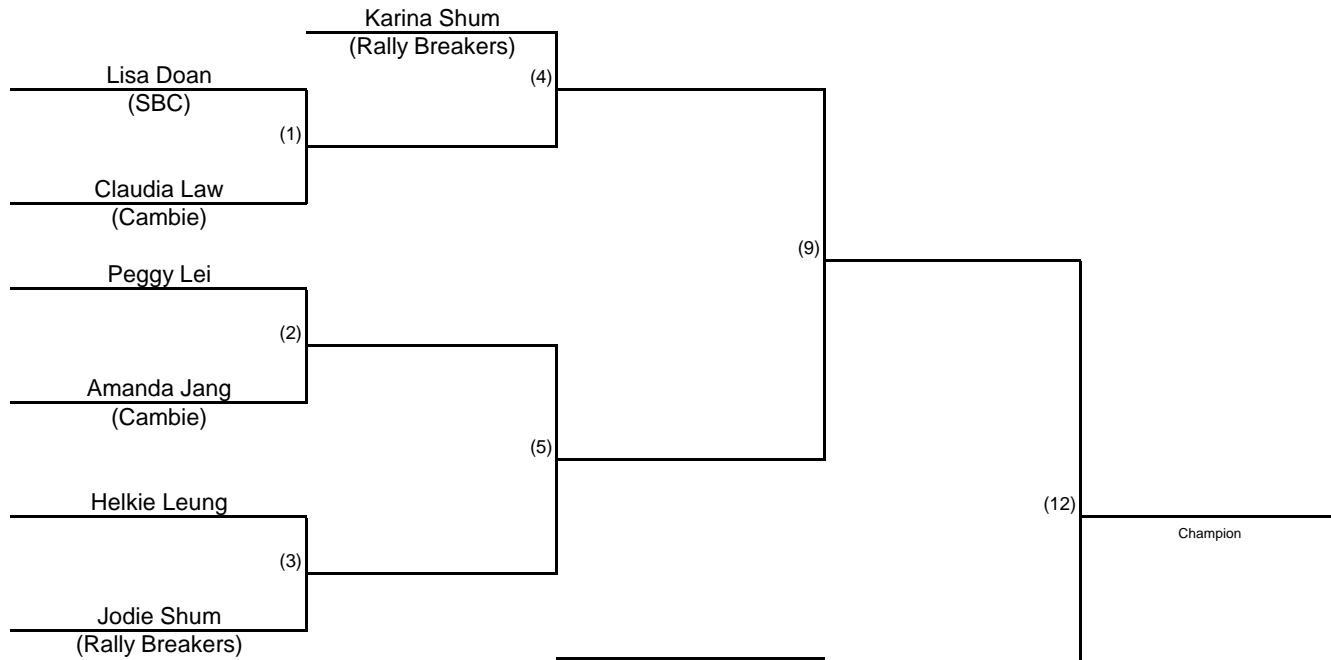 Karina Shum
(Rally Breakers)
Lisa Doan
(SBC)
(4)
(1)
Claudia Law
(Cambie)
(9)
Peggy Lei
(2)
Amanda Jang
(Cambie)
(5)
Helkie Leung
(12)
Champion
(3)
Jodie Shum
(Rally Breakers)